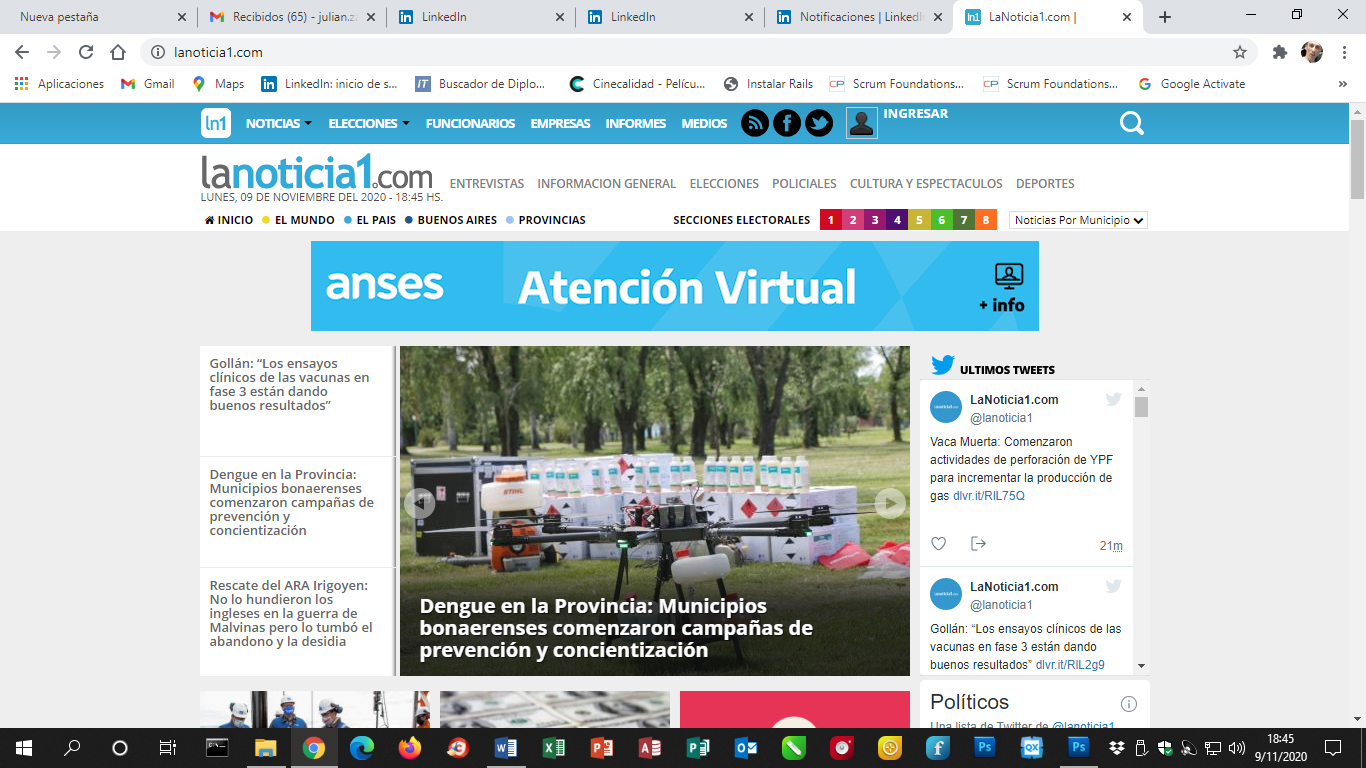 Nueva pestaña
Recibidos (65) - julian.za
LinkedIn
LinkedIn
Notificaciones | LinkedIn
LaNoticia1.com |
lanoticia1.com
Aplicaciones
Gmail
Maps
LinkedIn: inicio de s...
Buscador de Diplo...
Cinecalidad - Pelícu...
Instalar Rails
Scrum Foundations...
Scrum Foundations...
Google Activate
»
ln1
NOTICIAS
ELECCIONES
FUNCIONARIOS
EMPRESAS
INFORMES
MEDIOS
INGRESAR
lanoticia1.com
LUNES, 09 DE NOVIEMBRE DEL 2020 - 18:45 HS.
ENTREVISTAS
INFORMACION GENERAL
ELECCIONES
POLICIALES
CULTURA Y ESPECTACULOS
DEPORTES
INICIO
EL MUNDO
EL PAIS
BUENOS AIRES
PROVINCIAS
SECCIONES ELECTORALES
1 2 3 4 5 6 7 8
Noticias Por Municipio
anses
Atención Virtual
+ info
Gollán: “Los ensayos
clínicos de las vacunas en
fase 3 están dando
buenos resultados”
Dengue en la Provincia:
Municipios bonaerenses
comenzaron campañas de
prevención y
concientización
Rescate del ARA Irigoyen:
No lo hundieron los
ingleses en la guerra de
Malvinas pero lo tumbó el
abandono y la desidia
STIHL
Dengue en la Provincia: Municipios
bonaerenses comenzaron campañas de
prevención y concientización
ULTIMOS TWEETS
LaNoticia1.com
@lanoticia1
Vaca Muerta: Comenzaron
actividades de perforación de YPF
para incrementar la producción de
gas dlvr.it/RlL75Q
21m
LaNoticia1.com
@lanoticia1
Gollán: “Los ensayos clínicos de las
vacunas en fase 3 están dando
buenos resultados” dlvr.it/RlL2g9
Políticos
Una lista de Twitter de @lanoticia1
18:45
9/11/2020